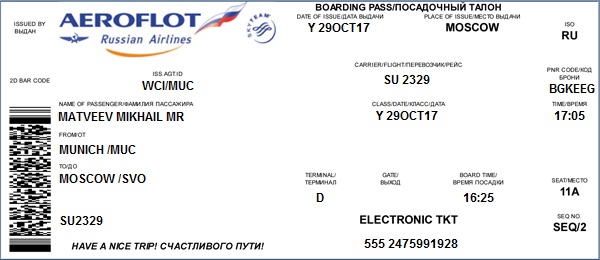 BOARDING PASS/ПОСАДОЧНЫЙ ТАЛОН
ISSUED BY
ВЫДАН
AEROFLOT
Russian Airlines
SKYTEAM
DATE OF ISSUE/ДАТА ВЫДАЧИ
Y 29OCT17
PLACE OF ISSUE/МЕСТО ВЫДАЧИ
MOSCOW
ISO
RU
2D BAR CODE
ISS.AGT.ID
WCI/MUC
CARRIER/FLIGHT/ПЕРЕВОЗЧИК/РЕЙС
SU 2329
PNR CODE/КОД
БРОНИ
BGKEEG
NAME OF PASSENGER/ФАМИЛИЯ ПАССАЖИРА
MATVEEV MIKHAIL MR
CLASS/DATE/КЛАСС/ДАТА
Y 29OCT17
TIME/ВРЕМЯ
17:05
FROM/ОТ
MUNICH /MUC
TO/ДО
MOSCOW /SVO
TERMINAL/
ТЕРМИНАЛ
D
GATE/
ВЫХОД
BOARD TIME/
ВРЕМЯ ПОСАДКИ
16:25
SEAT/МЕСТО
11A
SU2329
ELECTRONIC TKT
SEQ NO.
SEQ/2
HAVE A NICE TRIP! СЧАСТЛИВОГО ПУТИ!
555 2475991928